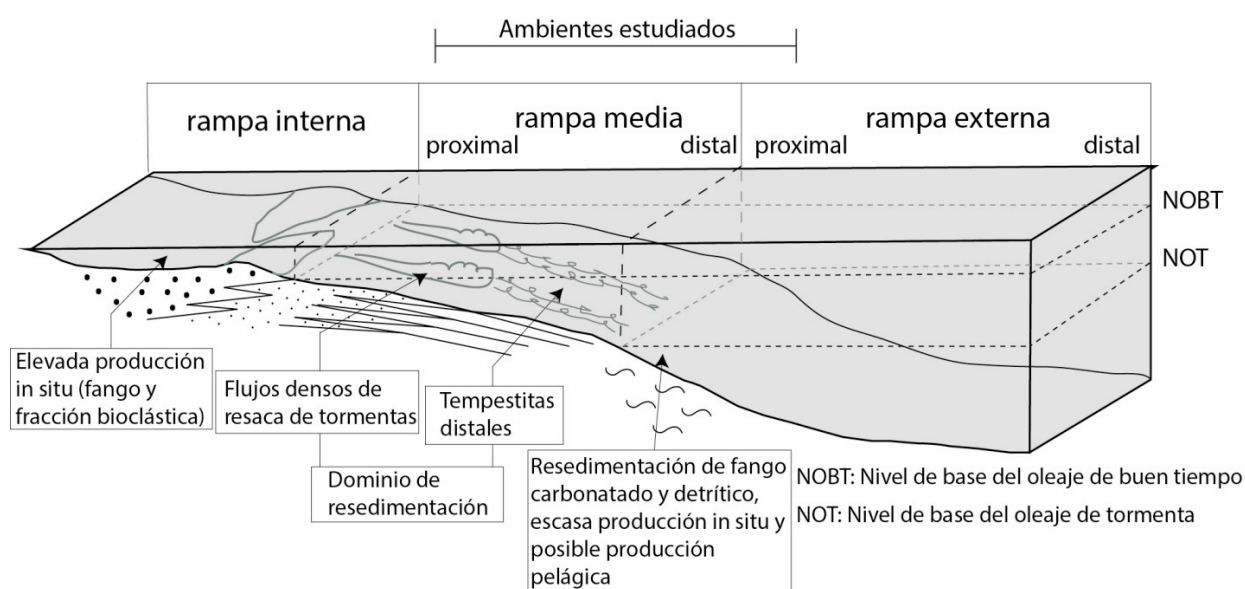 Ambientes estudiados
rampa interna
rampa media
rampa externa
proximal
distal
proximal
distal
NOBT
NOT
Elevada producción
in situ (fango y
fracción bioclástica)
Flujos densos de
resaca de tormentas
Tempestitas
distales
Dominio de
resedimentación
Resedimentación de fango
carbonatado y detrítico,
escasa producción in situ y
posible producción
pelágica
NOBT: Nivel de base del oleaje de buen tiempo
NOT: Nivel de base del oleaje de tormenta